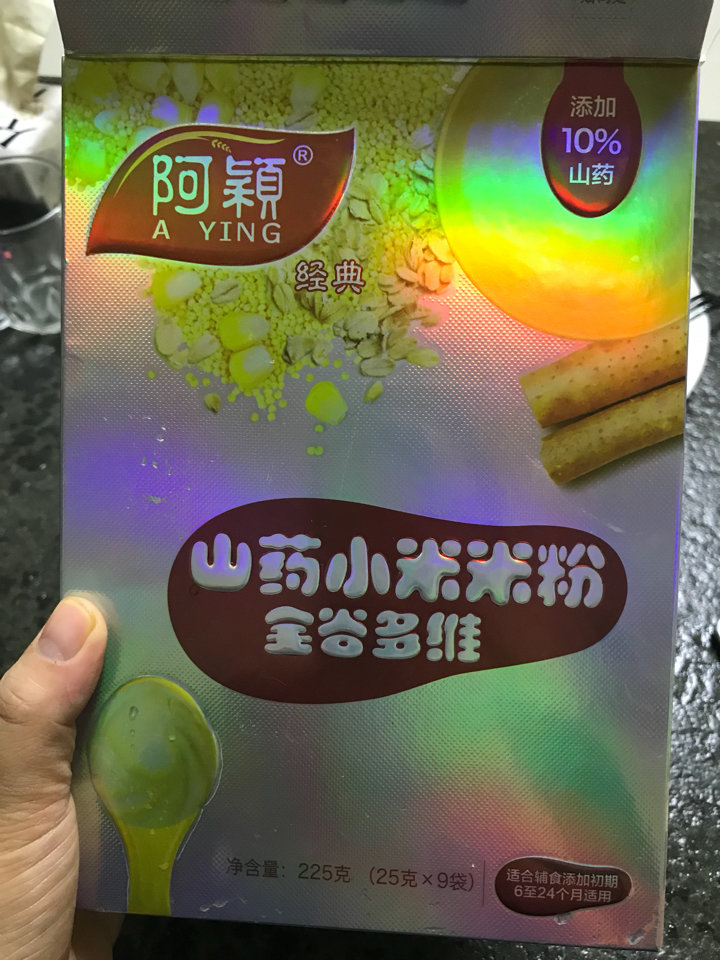 阿颖®
A YING
经典
添加
10%
山药
山药小米米粉
全谷多维
净含量：225克 （25克×9袋）
适合辅食添加初期
6至24个月适用